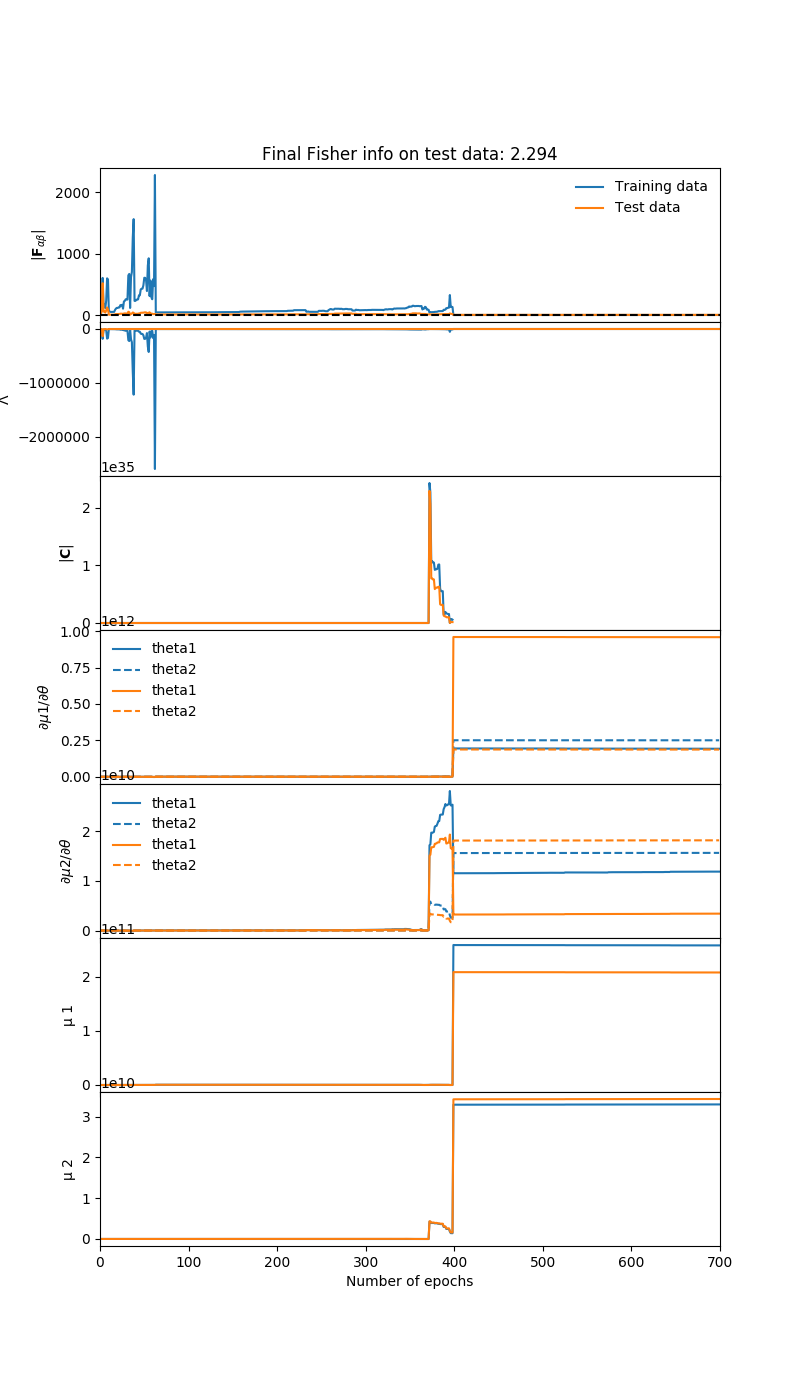 Final Fisher info on test data: 2.294
2000
1000
0
|F_{αβ}|
Training data
Test data
0
−1000000
−2000000
Λ
1e35
2
1
0
|C|
1e12
1.00
0.75
0.50
0.25
0.00
∂μ1/∂θ
theta1
theta2
theta1
theta2
1e10
2
1
0
∂μ2/∂θ
theta1
theta2
theta1
theta2
1e11
2
1
0
μ 1
1e10
3
2
1
0
μ 2
0 100 200 300 400 500 600 700
Number of epochs